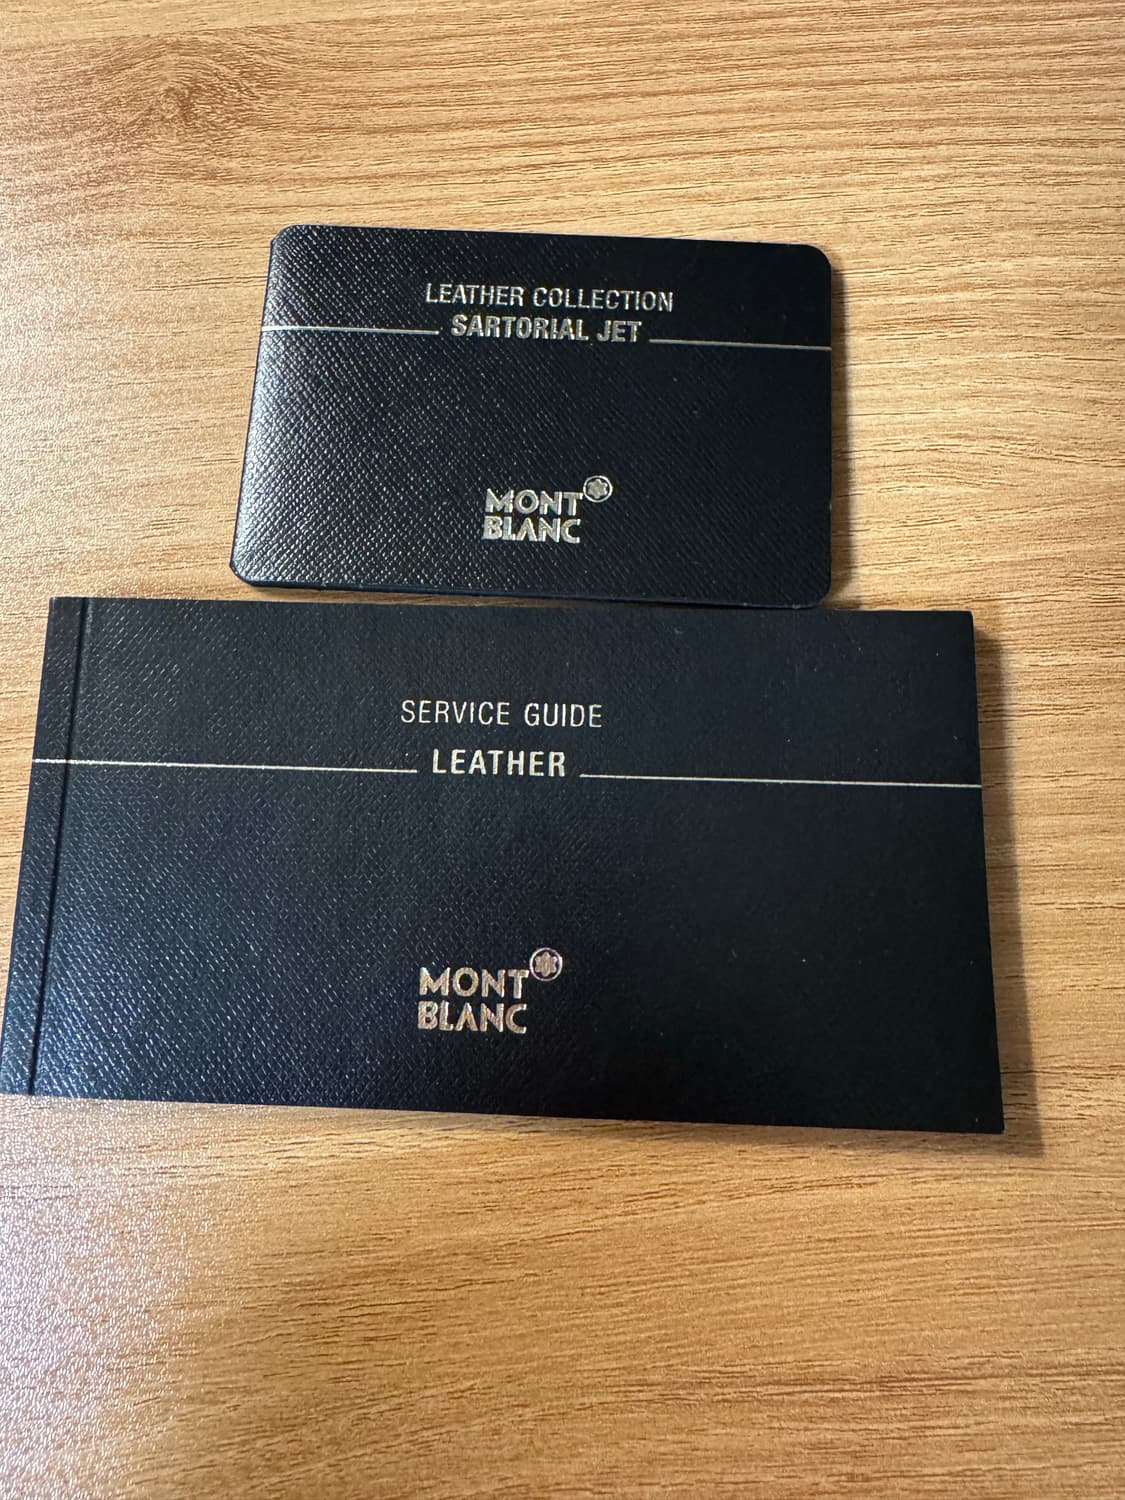 LEATHER COLLECTION
SARTORIAL JET
MONT
BLANC
SERVICE GUIDE
LEATHER
MONT
BLANC